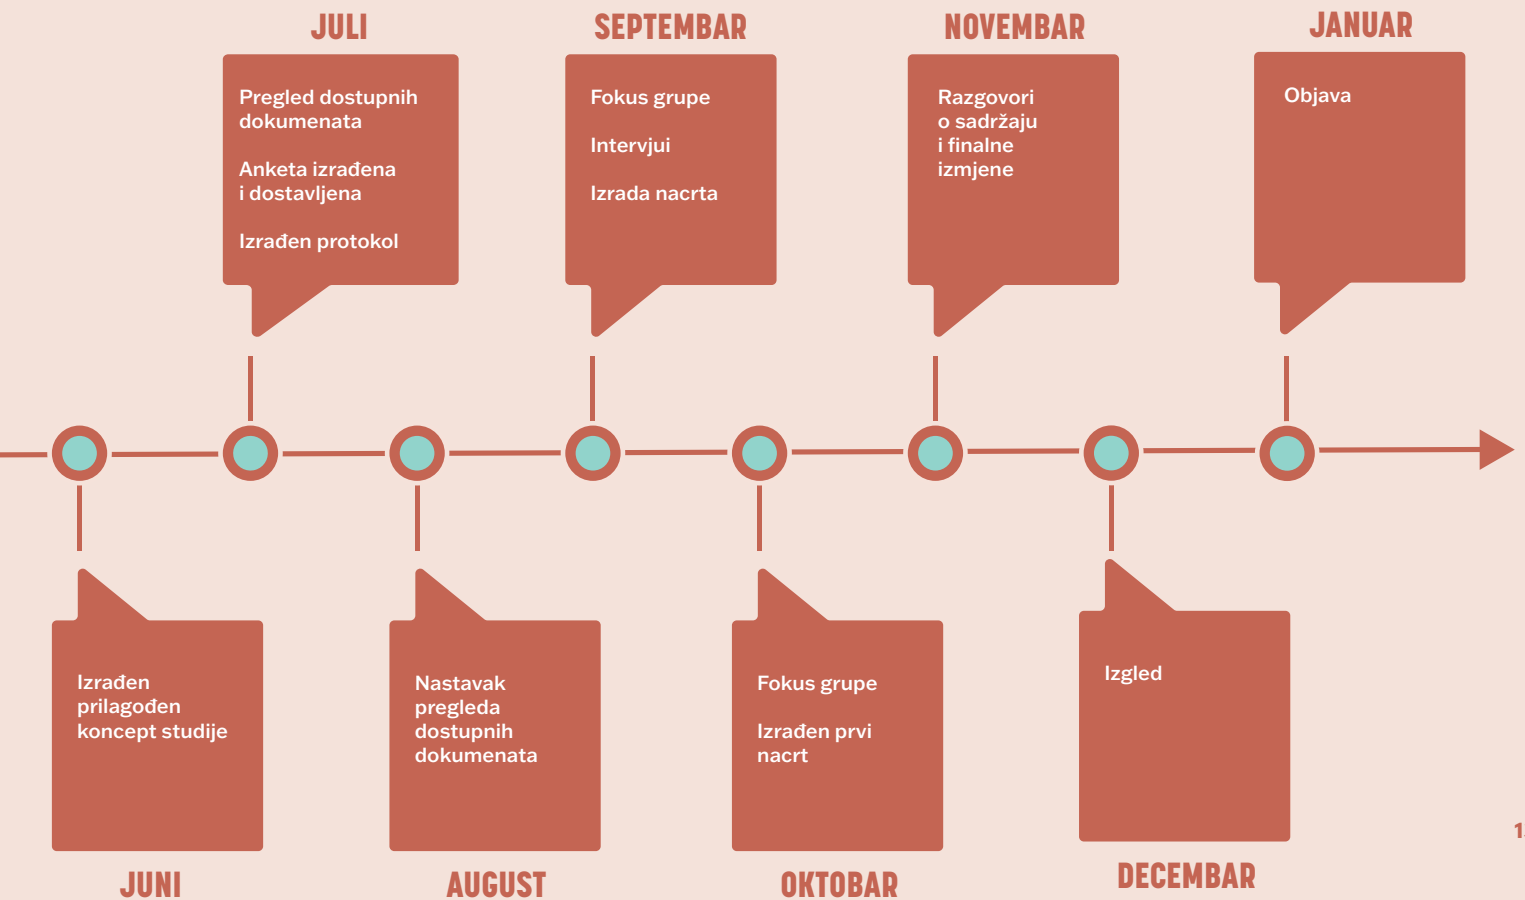 JULI
Pregled dostupnih
dokumenata
Anketa izrađena
i dostavljena
Izrađen protokol
SEPTEMBAR
Fokus grupe
Intervjui
Izrada nacrta
NOVEMBAR
Razgovori
o sadržaju
i finalne
izmjene
JANUAR
Objava
Izrađen
prilagođen
koncept studije
JUNI
Nastavak
pregleda
dostupnih
dokumenata
AUGUST
Fokus grupe
Izrađen prvi
nacrt
OKTOBAR
Izgled
DECEMBAR